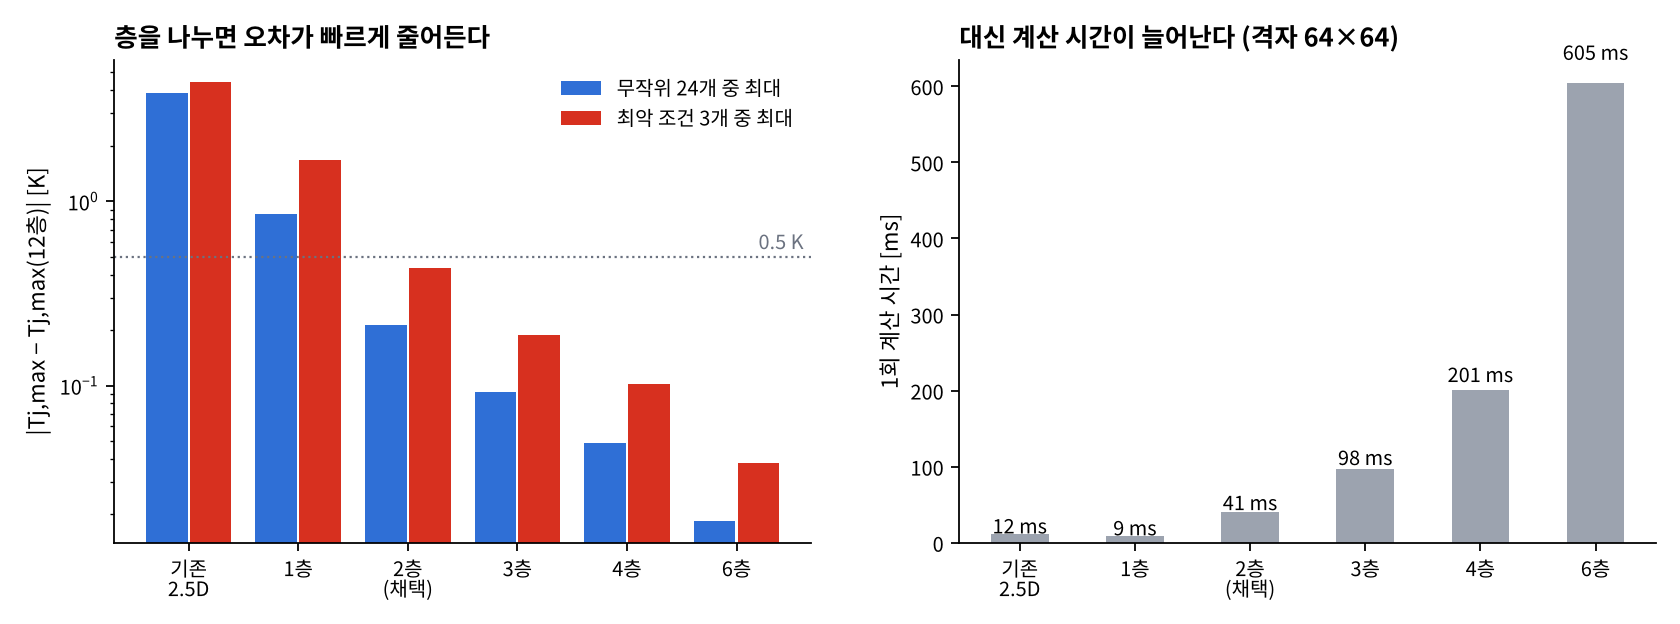 층을 나누면 오차가 빠르게 줄어든다
|Tj,max − Tj,max(12층)| [K]
10⁰
10⁻¹
무작위 24개 중 최대
최악 조건 3개 중 최대
0.5 K
기존
2.5D
1층
2층
(채택)
3층
4층
6층
대신 계산 시간이 늘어난다 (격자 64×64)
1회 계산 시간 [ms]
600
500
400
300
200
100
0
12 ms
9 ms
41 ms
98 ms
201 ms
605 ms
기존
2.5D
1층
2층
(채택)
3층
4층
6층